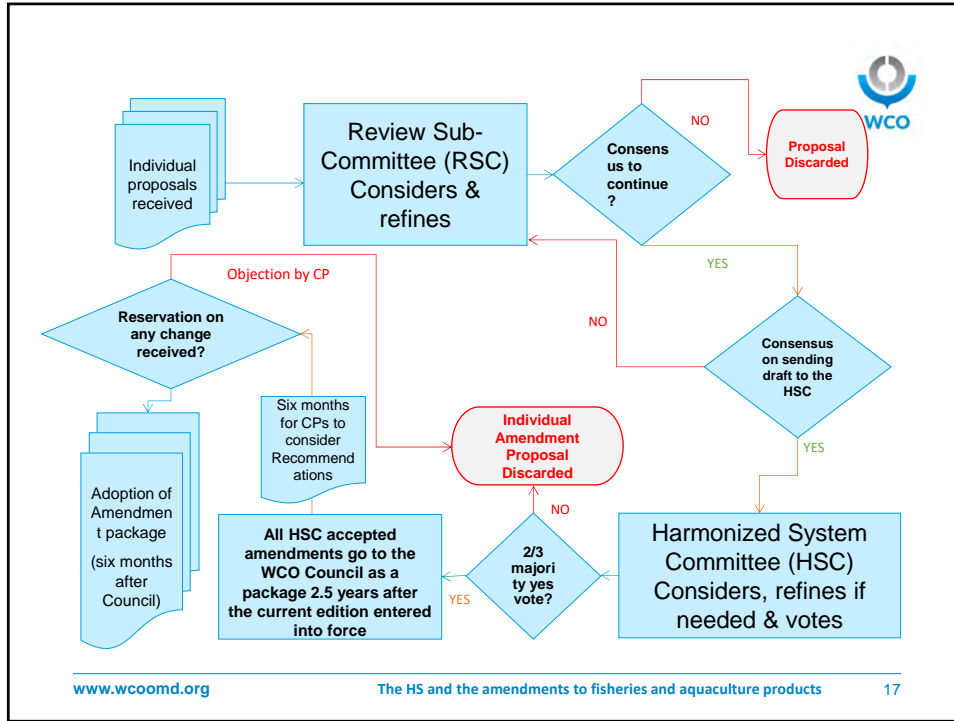 WCO
Individual
proposals
received
Review Sub-
Committee (RSC)
Considers &
refines
Consens
us to
continue
?
NO
Proposal
Discarded
YES
Consensus
on sending
draft to the
HSC
NO
YES
Harmonized System
Committee (HSC)
Considers, refines if
needed & votes
2/3
majori
ty yes
vote?
NO
Individual
Amendment
Proposal
Discarded
YES
All HSC accepted
amendments go to the
WCO Council as a
package 2.5 years after
the current edition entered
into force
Six months
for CPs to
consider
Recommend
ations
Reservation on
any change
received?
Objection by CP
Adoption of
Amendmen
t package
(six months
after
Council)
www.wcoomd.org
The HS and the amendments to fisheries and aquaculture products
17